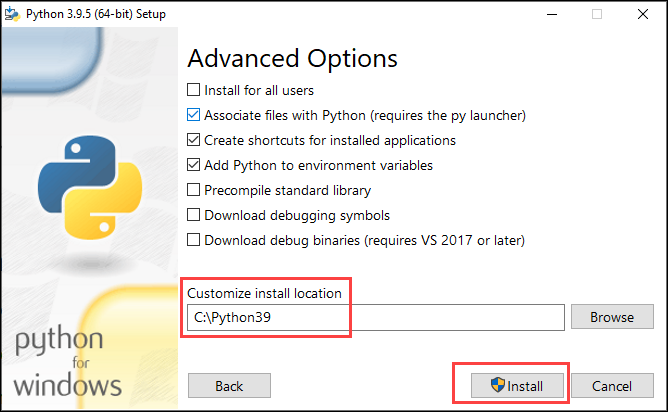 Python 3.9.5 (64-bit) Setup
Advanced Options
Install for all users
Associate files with Python (requires the py launcher)
Create shortcuts for installed applications
Add Python to environment variables
Precompile standard library
Download debugging symbols
Download debug binaries (requires VS 2017 or later)
Customize install location
C:\Python39
Browse
python
for
windows
Back
Install
Cancel